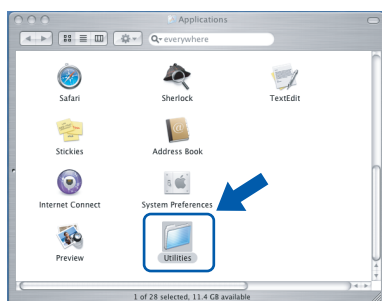 Applications
everywhere
Safari
Sherlock
TextEdit
Stickies
Address Book
@
Internet Connect
System Preferences
Preview
Utilities
1 of 28 selected, 11.4 GB available